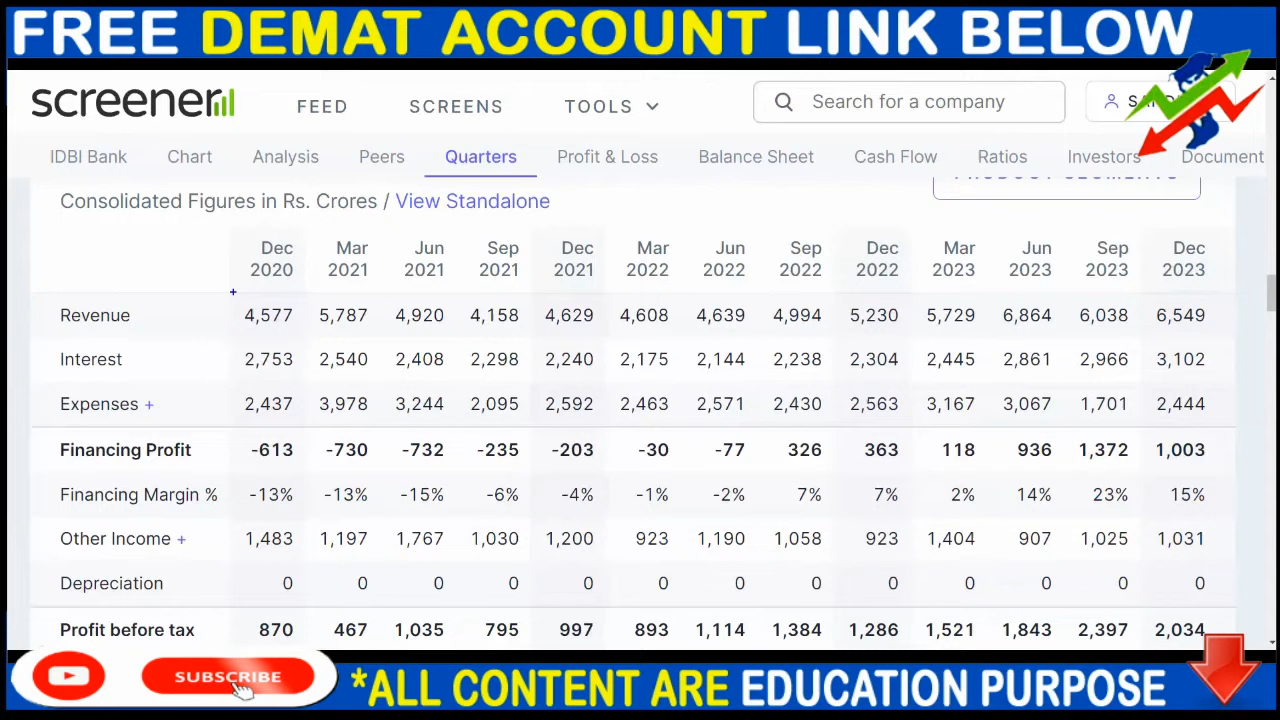 FREE DEMAT ACCOUNT LINK BELOW
screener FEED SCREENS TOOLS Search for a company
IDBI Bank Chart Analysis Peers Quarters Profit & Loss Balance Sheet Cash Flow Ratios Investors Document
PRODUCT SEGMENTS
Consolidated Figures in Rs. Crores / View Standalone
Dec Mar Jun Sep Dec Mar Jun Sep Dec Mar Jun Sep Dec
2020 2021 2021 2021 2021 2022 2022 2022 2022 2023 2023 2023 2023
Revenue 4,577 5,787 4,920 4,158 4,629 4,608 4,639 4,994 5,230 5,729 6,864 6,038 6,549
Interest 2,753 2,540 2,408 2,298 2,240 2,175 2,144 2,238 2,304 2,445 2,861 2,966 3,102
Expenses + 2,437 3,978 3,244 2,095 2,592 2,463 2,571 2,430 2,563 3,167 3,067 1,701 2,444
Financing Profit -613 -730 -732 -235 -203 -30 -77 326 363 118 936 1,372 1,003
Financing Margin % -13% -13% -15% -6% -4% -1% -2% 7% 7% 2% 14% 23% 15%
Other Income + 1,483 1,197 1,767 1,030 1,200 923 1,190 1,058 923 1,404 907 1,025 1,031
Depreciation 0 0 0 0 0 0 0 0 0 0 0 0 0
Profit before tax 870 467 1,035 795 997 893 1,114 1,384 1,286 1,521 1,843 2,397 2,034
SUBSCRIBE
*ALL CONTENT ARE EDUCATION PURPOSE